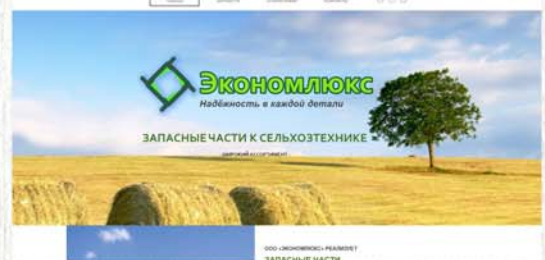 Экономлюкс
Надёжность в каждой детали
ЗАПАСНЫЕ ЧАСТИ К СЕЛЬХОЗТЕХНИКЕ
ШИРОКИЙ АССОРТИМЕНТ
ООО «ЭКОНОМЛЮКС» РЕАЛИЗУЕТ
ЗАПАСНЫЕ ЧАСТИ